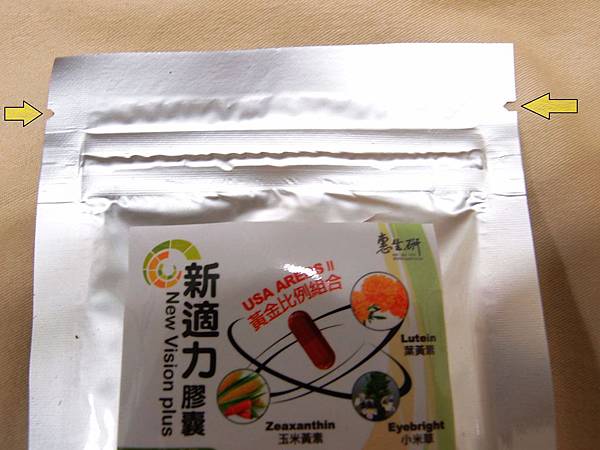 惠生研
新適力膠囊
New Vision plus
USA AREDS II
黃金比例組合
Lutein
葉黃素
Zeaxanthin
玉米黃素
Eyebright
小米草